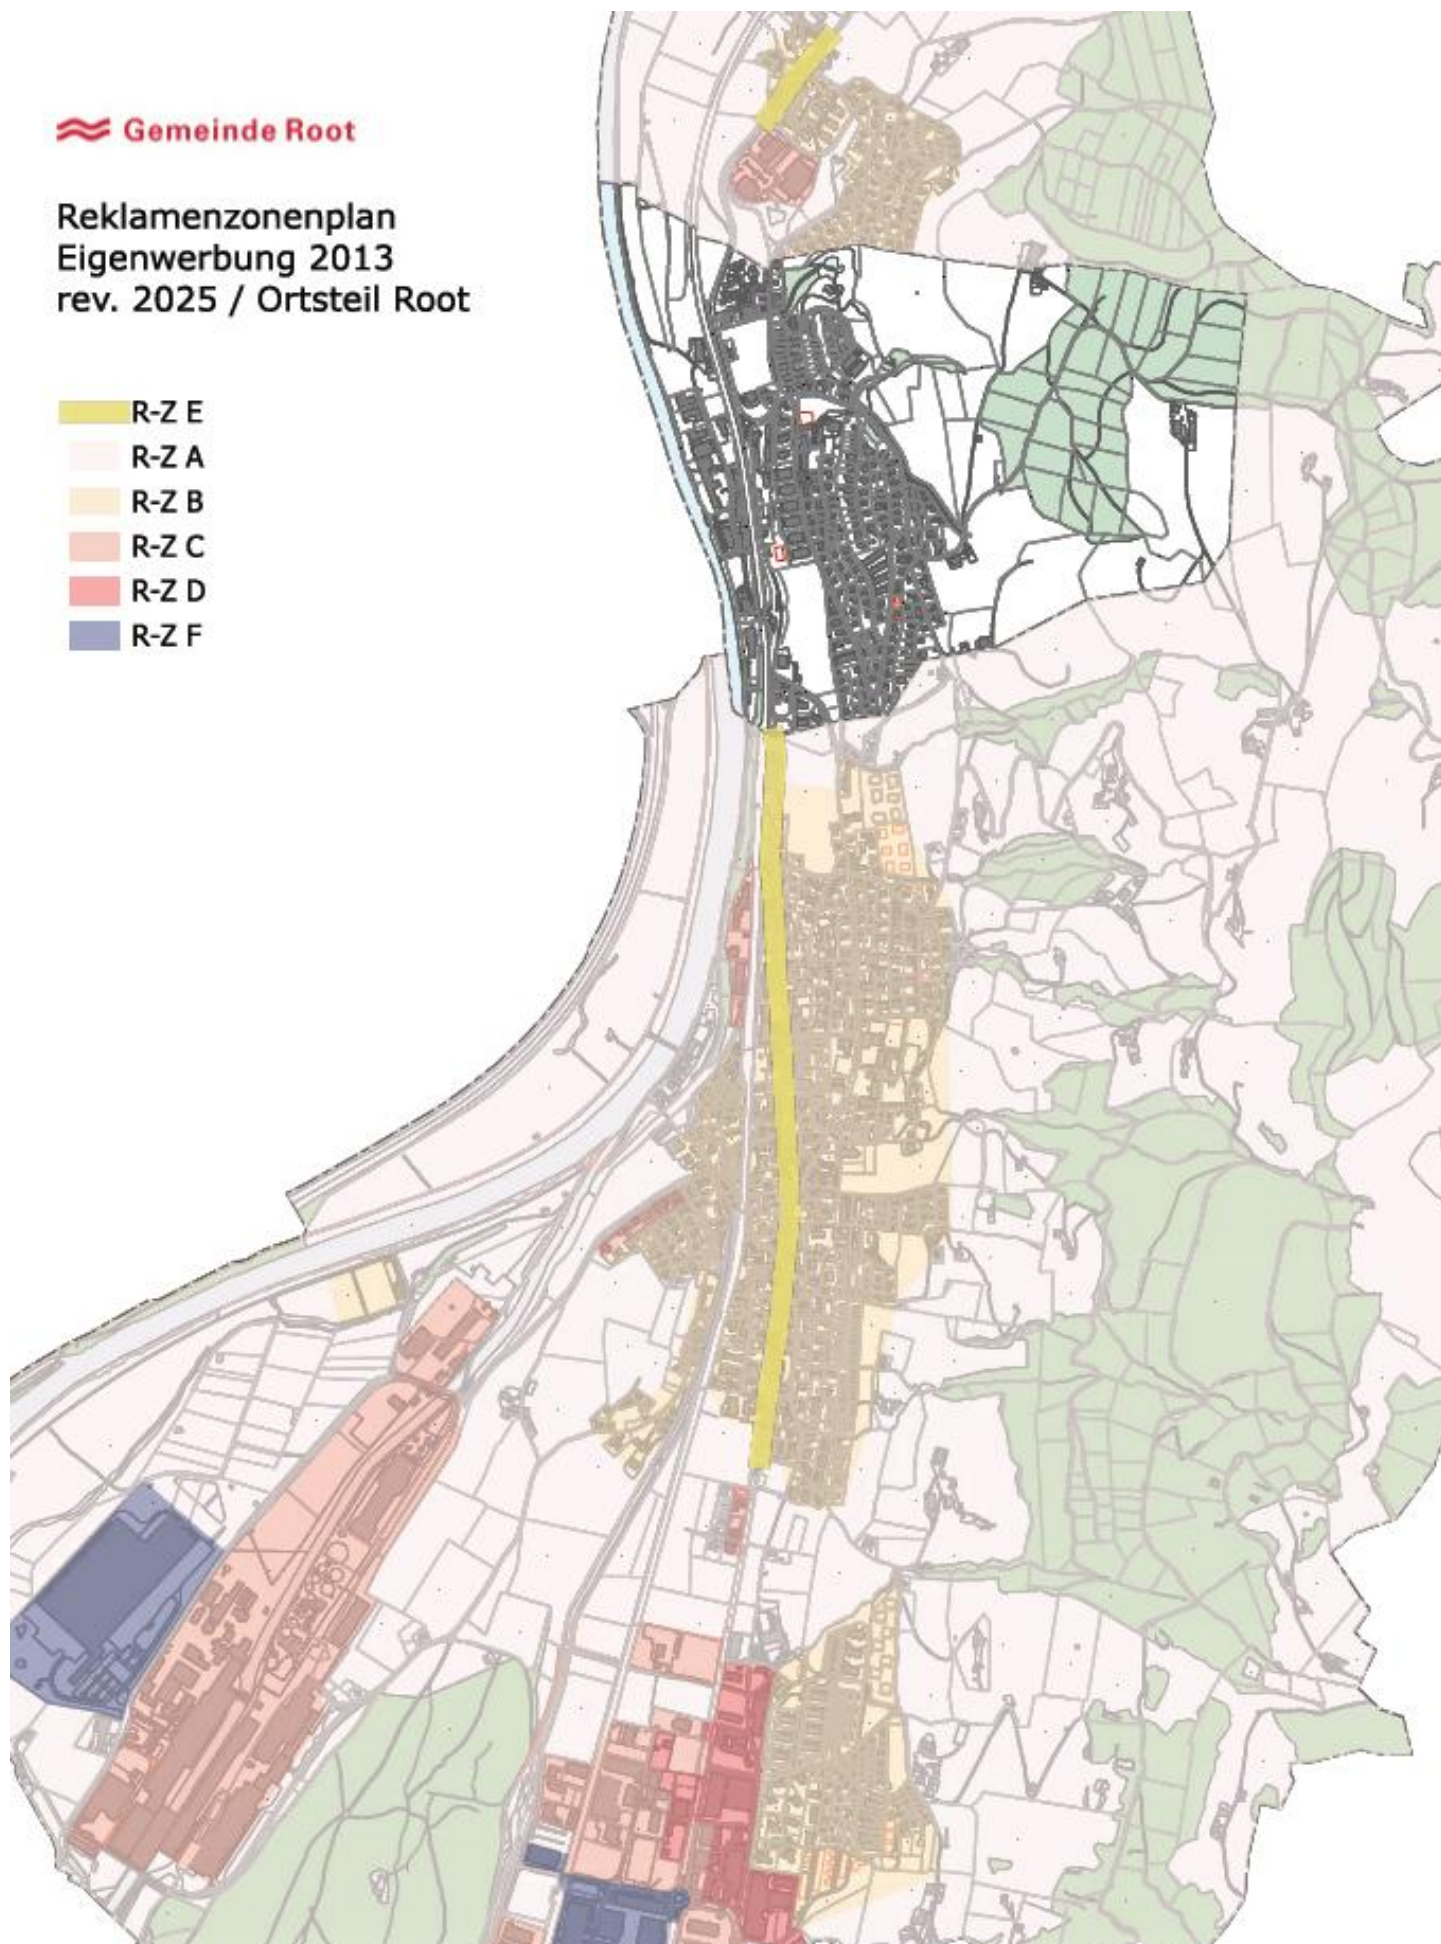 Gemeinde Root
Reklamenzonenplan
Eigenwerbung 2013
rev. 2025 / Ortsteil Root
R-Z E
R-Z A
R-Z B
R-Z C
R-Z D
R-Z F